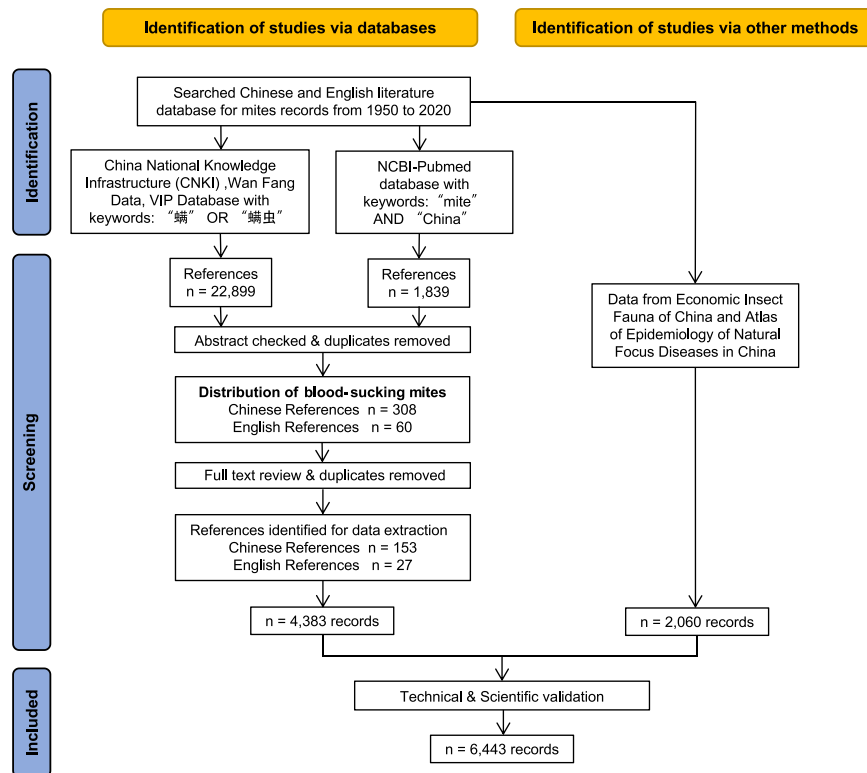 Identification of studies via databases
Identification of studies via other methods
Identification
Searched Chinese and English literature
database for mites records from 1950 to 2020
China National Knowledge
Infrastructure (CNKI) ,Wan Fang
Data, VIP Database with
keywords: “螨” OR “螨虫”
NCBI-Pubmed
database with
keywords: “mite”
AND “China”
Screening
References
n = 22,899
References
n = 1,839
Data from Economic Insect
Fauna of China and Atlas
of Epidemiology of Natural
Focus Diseases in China
Abstract checked & duplicates removed
Distribution of blood-sucking mites
Chinese References n = 308
English References n = 60
Full text review & duplicates removed
References identified for data extraction
Chinese References n = 153
English References n = 27
n = 4,383 records
n = 2,060 records
Included
Technical & Scientific validation
n = 6,443 records